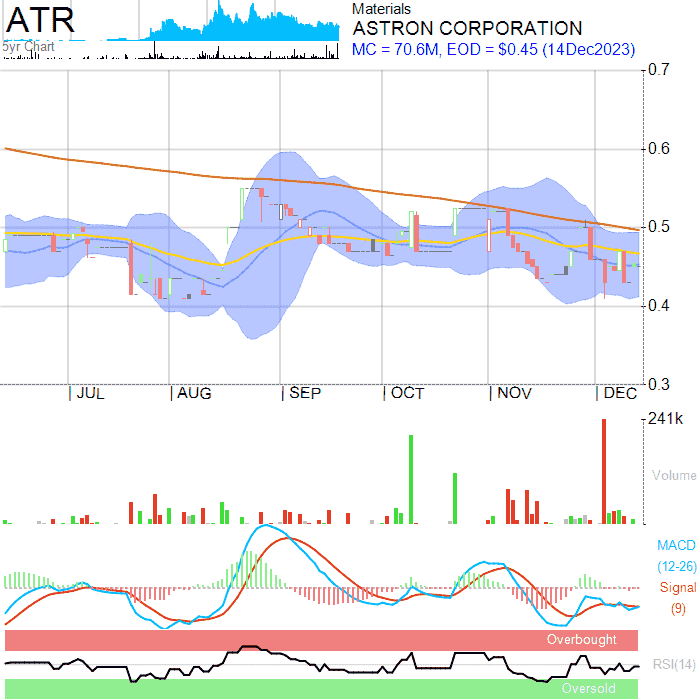 ATR
Materials
ASTRON CORPORATION
5yr Chart
MC = 70.6M, EOD = $0.45 (14Dec2023)
0.7
0.6
0.5
0.4
0.3
JUL
AUG
SEP
OCT
NOV
DEC
241k
Volume
MACD
(12-26)
Signal
(9)
Overbought
RSI(14)
Oversold